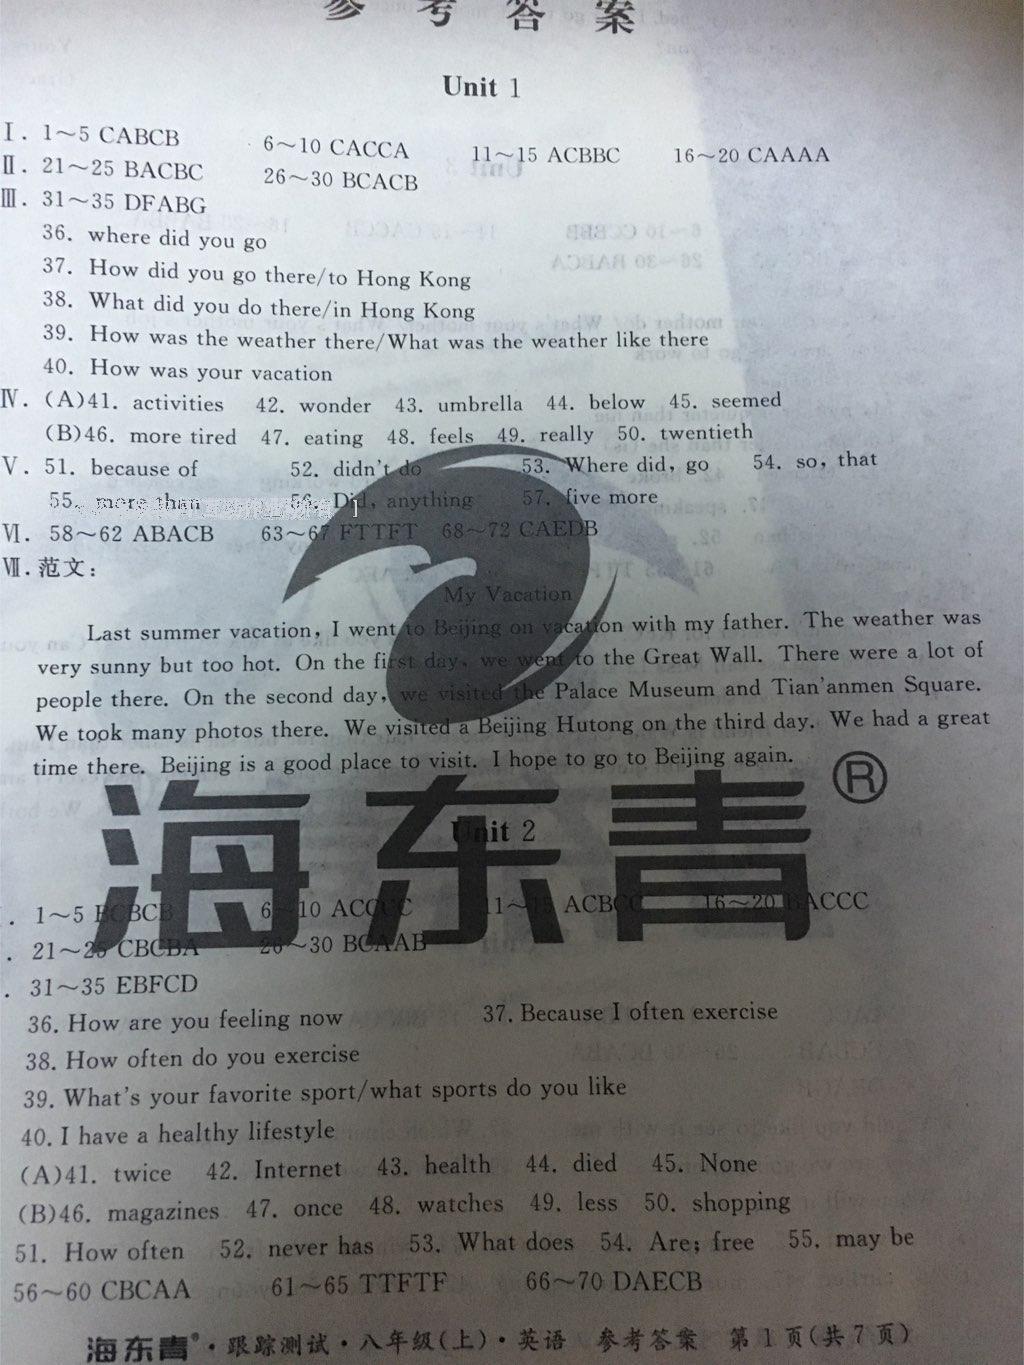 参考答案
Unit 1
Ⅰ. 1～5 CABCB 6～10 CACCA 11～15 ACBBC 16～20 CAAAA
Ⅱ. 21～25 BACBC 26～30 BCACB
Ⅲ. 31～35 DFABG
36. where did you go
37. How did you go there/to Hong Kong
38. What did you do there/in Hong Kong
39. How was the weather there/What was the weather like there
40. How was your vacation
Ⅳ. (A)41. activities 42. wonder 43. umbrella 44. below 45. seemed
(B)46. more tired 47. eating 48. feels 49. really 50. twentieth
Ⅴ. 51. because of 52. didn't do 53. Where did, go 54. so, that
55. more than 56. Did, anything 57. five more
Ⅵ. 58～62 ABACB 63～67 FTTFT 68～72 CAEDB
Ⅶ. 范文:
My Vacation
Last summer vacation, I went to Beijing on vacation with my father. The weather was
very sunny but too hot. On the first day, we went to the Great Wall. There were a lot of
people there. On the second day, we visited the Palace Museum and Tian'anmen Square.
We took many photos there. We visited a Beijing Hutong on the third day. We had a great
time there. Beijing is a good place to visit. I hope to go to Beijing again.
海东青®
Unit 2
. 1～5 BCBCB 6～10 ACCCC 11～15 ACBCC 16～20 BACCC
. 21～25 CBCBA 26～30 BCAAB
. 31～35 EBFCD
36. How are you feeling now 37. Because I often exercise
38. How often do you exercise
39. What's your favorite sport/what sports do you like
40. I have a healthy lifestyle
(A)41. twice 42. Internet 43. health 44. died 45. None
(B)46. magazines 47. once 48. watches 49. less 50. shopping
51. How often 52. never has 53. What does 54. Are; free 55. may be
56～60 CBCAA 61～65 TTFTF 66～70 DAECB
海东青®·跟踪测试·八年级(上)·英语 参考答案 第1页(共7页)